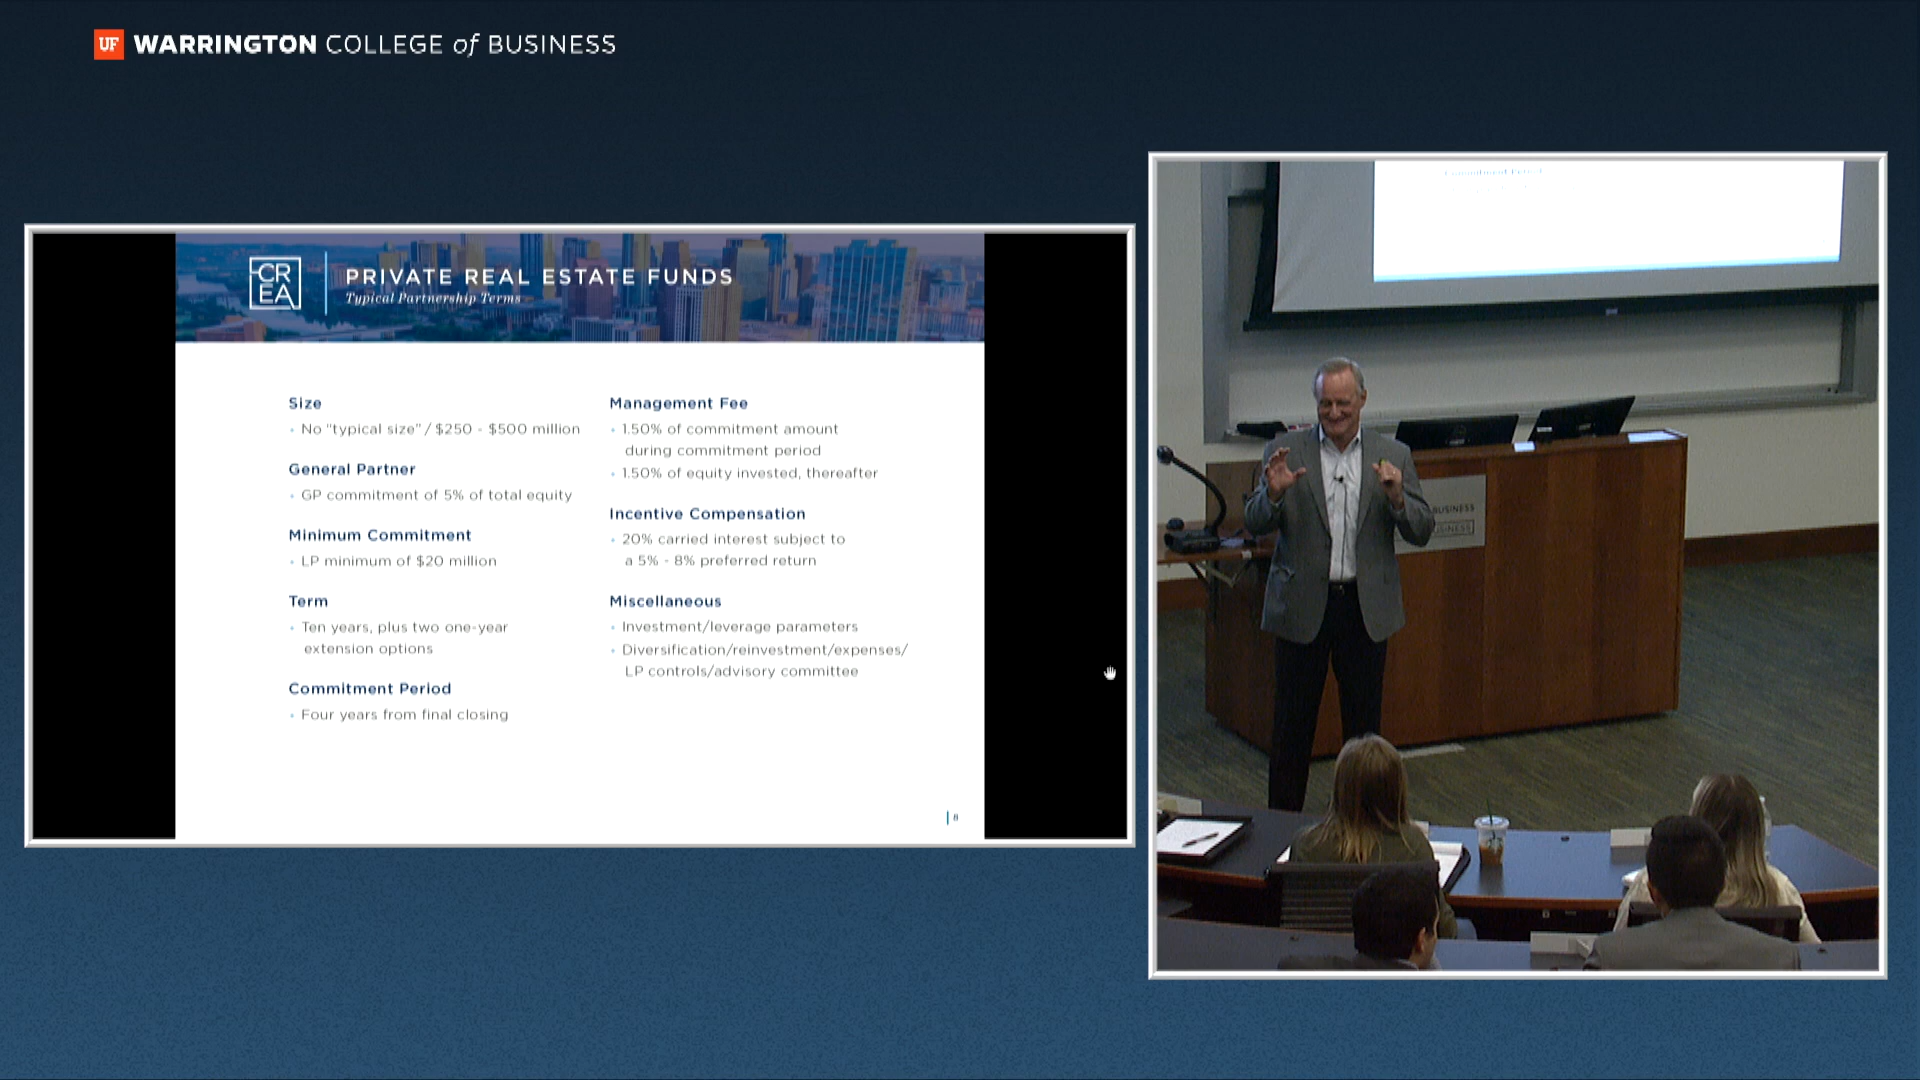 UF WARRINGTON COLLEGE of BUSINESS
CR
EA
PRIVATE REAL ESTATE FUNDS
Typical Partnership Terms
Size
• No "typical size" / $250 - $500 million
General Partner
• GP commitment of 5% of total equity
Minimum Commitment
• LP minimum of $20 million
Term
• Ten years, plus two one-year
extension options
Commitment Period
• Four years from final closing
Management Fee
• 1.50% of commitment amount
during commitment period
• 1.50% of equity invested, thereafter
Incentive Compensation
• 20% carried interest subject to
a 5% - 8% preferred return
Miscellaneous
• Investment/leverage parameters
• Diversification/reinvestment/expenses/
LP controls/advisory committee
8
Commitment Period
BUSINESS